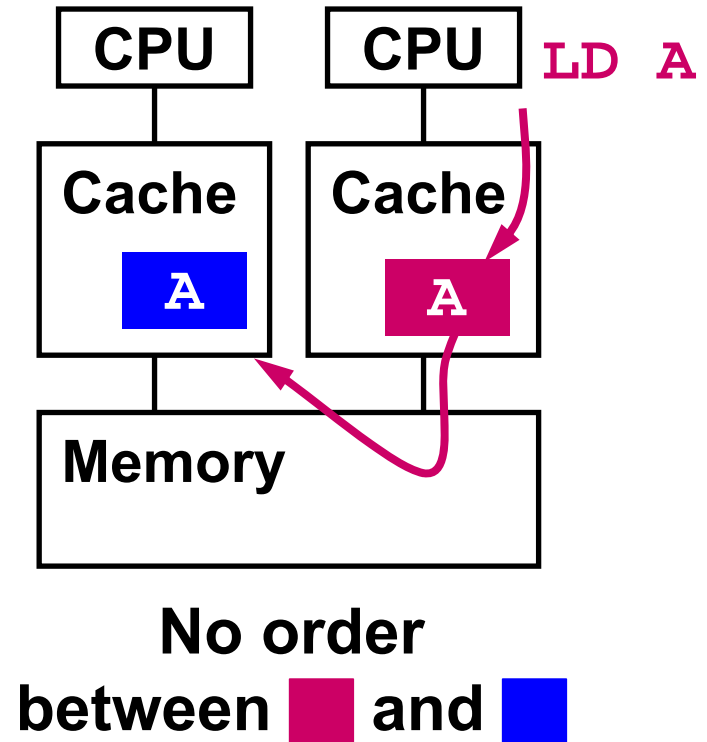 CPU CPU LD A
Cache Cache
A A
Memory
No order
between and